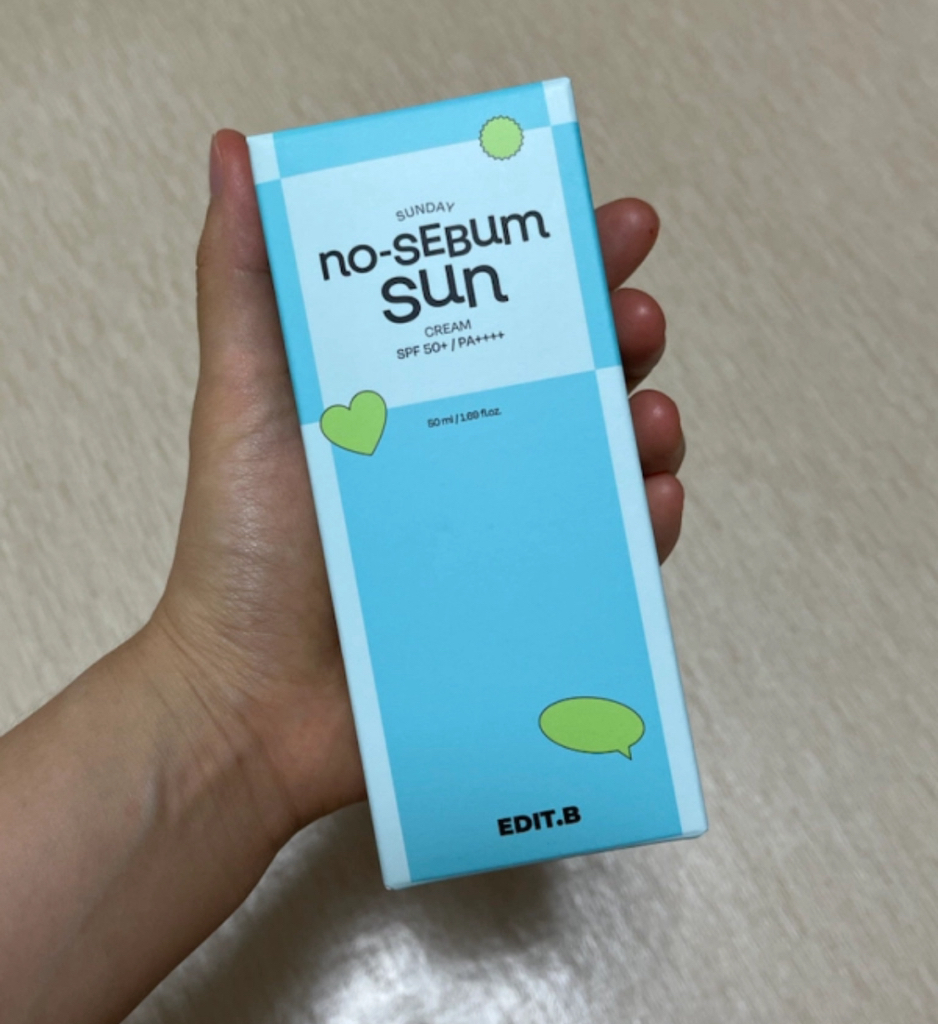 SUNDAY
no-SEBum
Sun
CREAM
SPF 50+ / PA++++
50 ml / 1.69 fl.oz.
EDIT.B